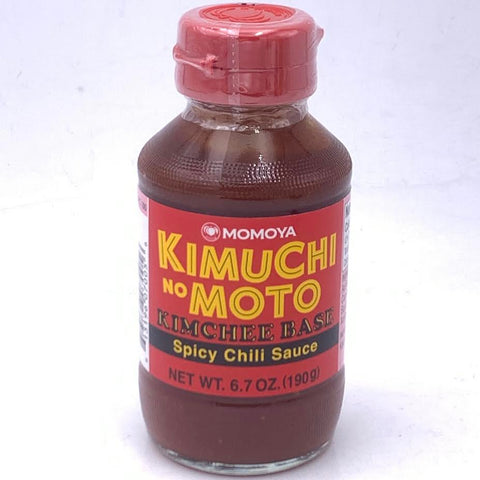 MOMOYA
KIMUCHI
NO MOTO
KIMCHEE BASE
Spicy Chili Sauce
NET WT. 6.7 OZ. (190g)